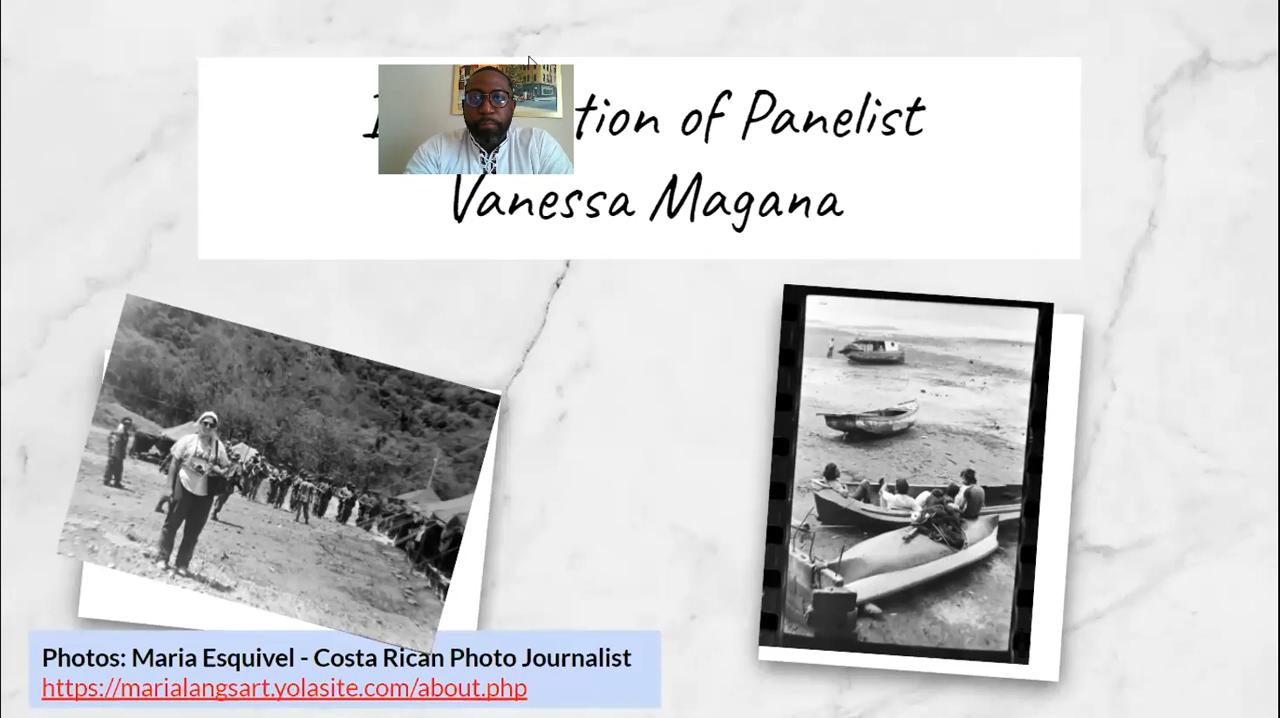 tion of Panelist
Vanessa Magana
Photos: Maria Esquivel - Costa Rican Photo Journalist
https://marialangsart.yolasite.com/about.php